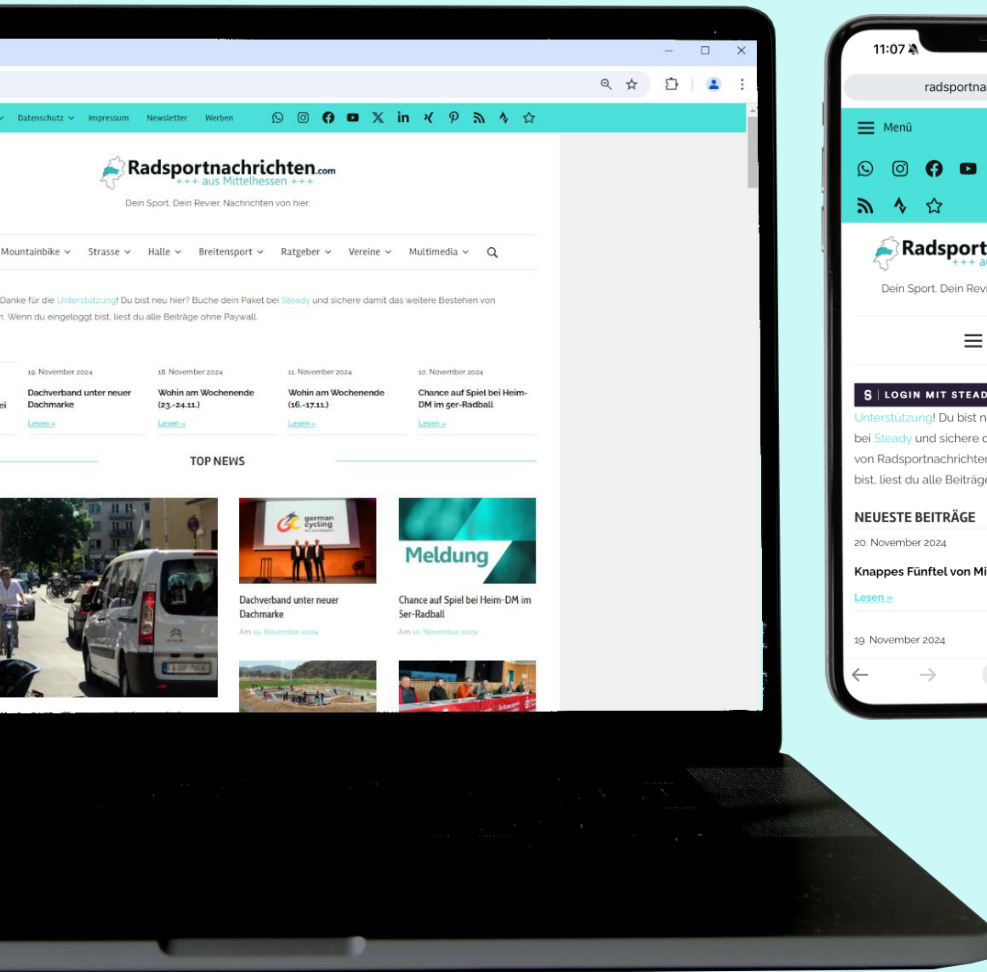 Datenschutz Impressum Newsletter Werben
Radsportnachrichten.com
+++ aus Mittelhessen +++
Dein Sport. Dein Revier. Nachrichten von hier.
Mountainbike Strasse Halle Breitensport Ratgeber Vereine Multimedia
Danke für die Unterstützung! Du bist neu hier? Buche dein Paket bei Steady und sichere damit das weitere Bestehen von
n. Wenn du eingeloggt bist, liest du alle Beiträge ohne Paywall.
19. November 2024
Dachverband unter neuer
Dachmarke
Lesen »
18. November 2024
Wohin am Wochenende
(23.-24.11.)
Lesen »
11. November 2024
Wohin am Wochenende
(16.-17.11.)
Lesen »
10. November 2024
Chance auf Spiel bei Heim-
DM im 5er-Radball
Lesen »
ei
TOP NEWS
german
cycling
Meldung
Dachverband unter neuer
Dachmarke
Am 19. November 2024
Chance auf Spiel bei Heim-DM im
5er-Radball
Am 10. November 2024
11:07
radsportna
Menü
Radsport
+++ au
Dein Sport. Dein Revi
S | LOGIN MIT STEAD
Unterstützung! Du bist n
bei Steady und sichere d
von Radsportnachrichten
bist, liest du alle Beiträge
NEUESTE BEITRÄGE
20. November 2024
Knappes Fünftel von Mi
Lesen »
19. November 2024